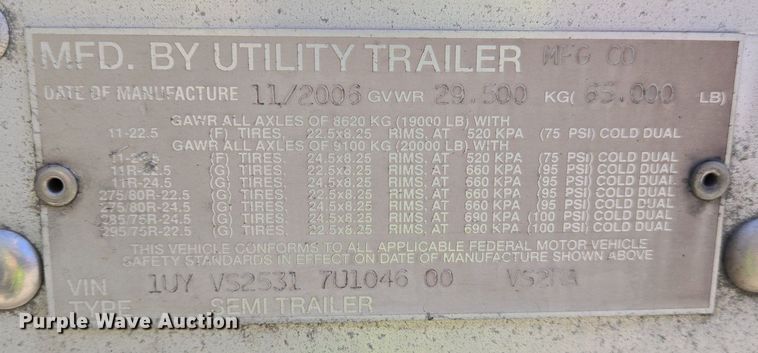 MFD. BY UTILITY TRAILER MFG CO
DATE OF MANUFACTURE 11/2006 GVWR 29.500 KG( 65.000 LB)
GAWR ALL AXLES OF 8620 KG (19000 LB) WITH
11-22.5 (F) TIRES, 22.5x8.25 RIMS, AT 520 KPA (75 PSI) COLD DUAL
GAWR ALL AXLES OF 9100 KG (20000 LB) WITH
(F) TIRES, 24.5x8.25 RIMS, AT 520 KPA (75 PSI) COLD DUAL
11R-22.5 (G) TIRES, 22.5x8.25 RIMS, AT 660 KPA (95 PSI) COLD DUAL
11R-24.5 (G) TIRES, 24.5x8.25 RIMS, AT 660 KPA (95 PSI) COLD DUAL
275/80R-22.5 (G) TIRES, 22.5x8.25 RIMS, AT 660 KPA (95 PSI) COLD DUAL
275/80R-24.5 (G) TIRES, 24.5x8.25 RIMS, AT 660 KPA (95 PSI) COLD DUAL
285/75R-24.5 (G) TIRES, 24.5x8.25 RIMS, AT 690 KPA (100 PSI) COLD DUAL
295/75R-22.5 (G) TIRES, 22.5x8.25 RIMS, AT 690 KPA (100 PSI) COLD DUAL
THIS VEHICLE CONFORMS TO ALL APPLICABLE FEDERAL MOTOR VEHICLE
SAFETY STANDARDS IN EFFECT ON DATE OF MANUFACTURE SHOWN ABOVE
VIN 1UY VS2531 7U1046 00 VS2RA
TYPE SEMI TRAILER
Purple Wave Auction